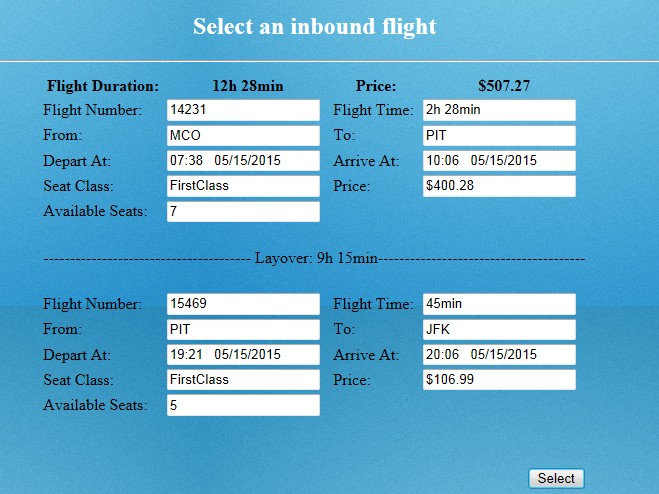 Select an inbound flight
Flight Duration: 12h 28min Price: $507.27
Flight Number: 14231 Flight Time: 2h 28min
From: MCO To: PIT
Depart At: 07:38 05/15/2015 Arrive At: 10:06 05/15/2015
Seat Class: FirstClass Price: $400.28
Available Seats: 7
--------------------------------------- Layover: 9h 15min---------------------------------------
Flight Number: 15469 Flight Time: 45min
From: PIT To: JFK
Depart At: 19:21 05/15/2015 Arrive At: 20:06 05/15/2015
Seat Class: FirstClass Price: $106.99
Available Seats: 5
Select